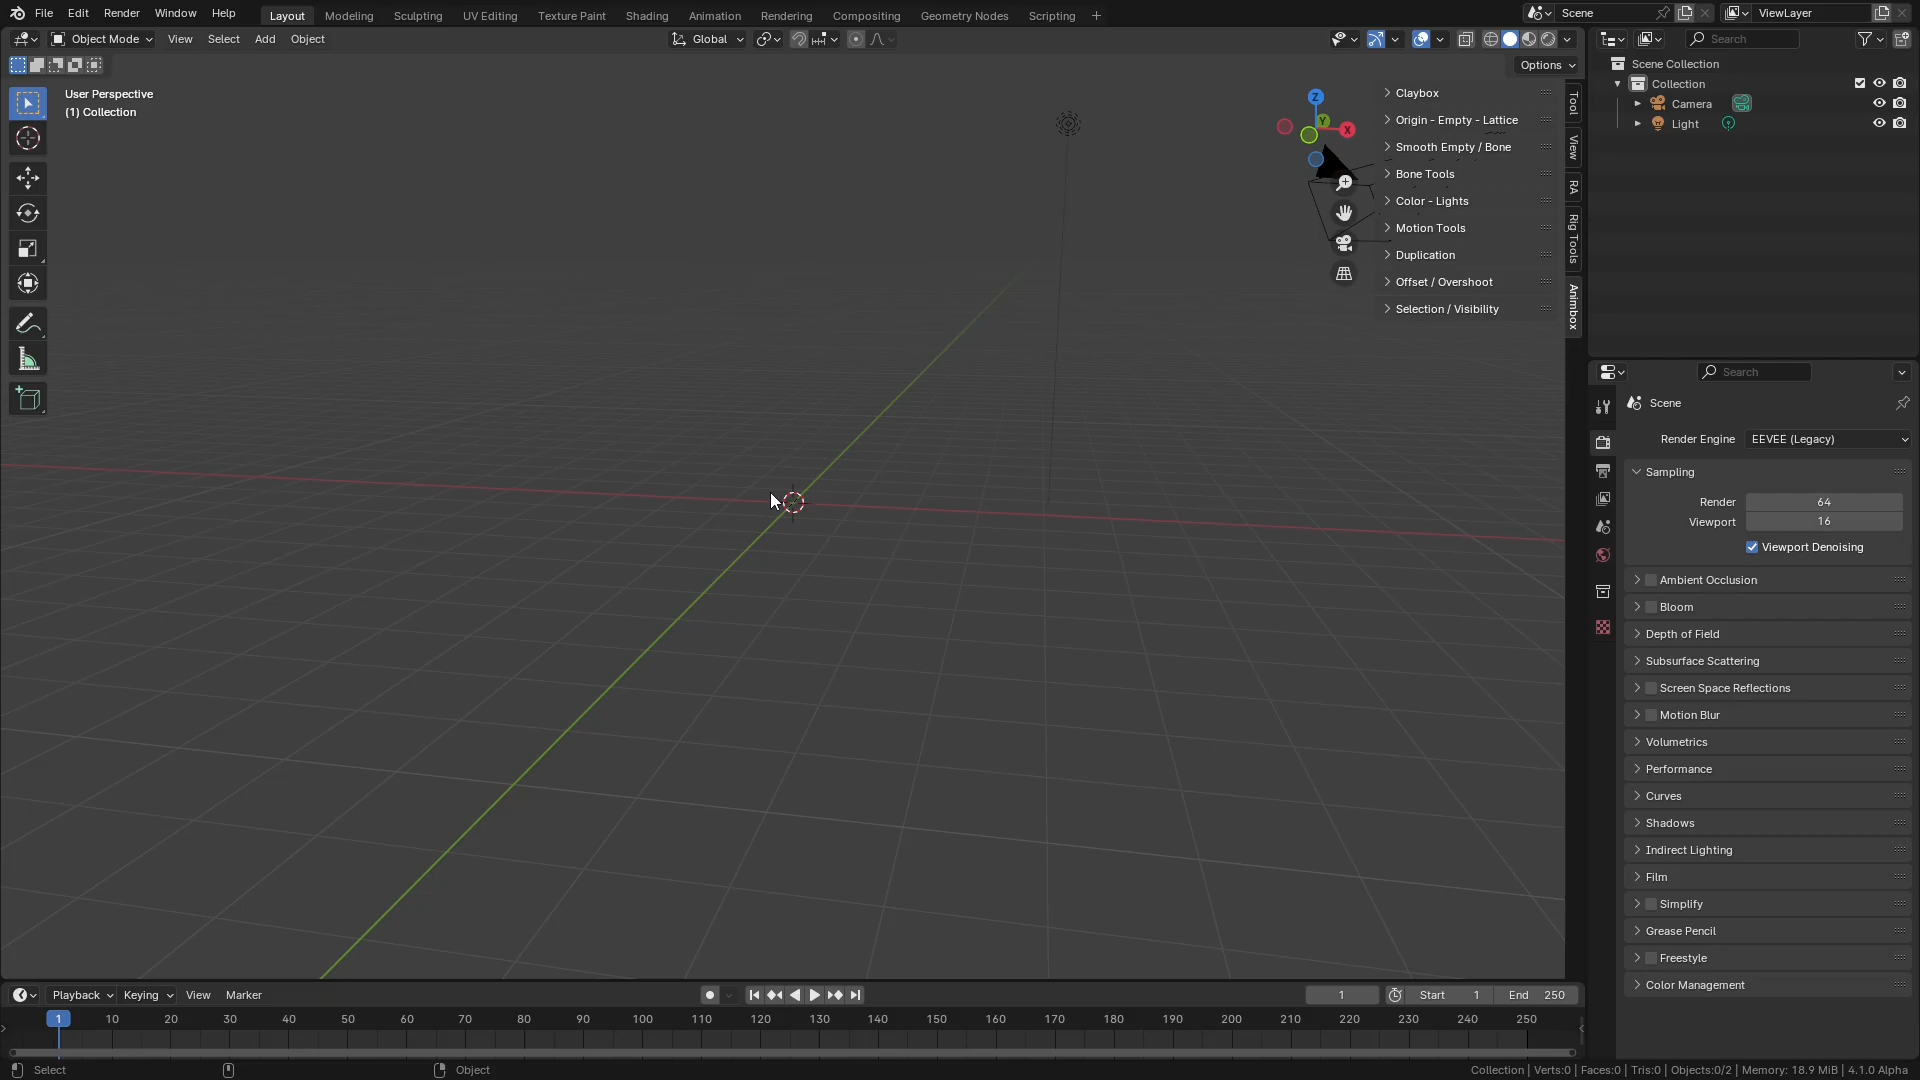 File Edit Render Window Help Layout Modeling Sculpting UV Editing Texture Paint Shading Animation Rendering Compositing Geometry Nodes Scripting + Scene ViewLayer
Object Mode View Select Add Object Global Search
Options
User Perspective
(1) Collection
Z
Y
X
Claybox
Origin - Empty - Lattice
Smooth Empty / Bone
Bone Tools
Color - Lights
Motion Tools
Duplication
Offset / Overshoot
Selection / Visibility
Tool
View
RA
Rig Tools
Animbox
Scene Collection
Collection
Camera
Light
Search
Scene
Render Engine EEVEE (Legacy)
Sampling
Render 64
Viewport 16
Viewport Denoising
Ambient Occlusion
Bloom
Depth of Field
Subsurface Scattering
Screen Space Reflections
Motion Blur
Volumetrics
Performance
Curves
Shadows
Indirect Lighting
Film
Simplify
Grease Pencil
Freestyle
Color Management
Playback Keying View Marker 1 Start 1 End 250
1 10 20 30 40 50 60 70 80 90 100 110 120 130 140 150 160 170 180 190 200 210 220 230 240 250
Select Object Collection | Verts:0 | Faces:0 | Tris:0 | Objects:0/2 | Memory: 18.9 MiB | 4.1.0 Alpha